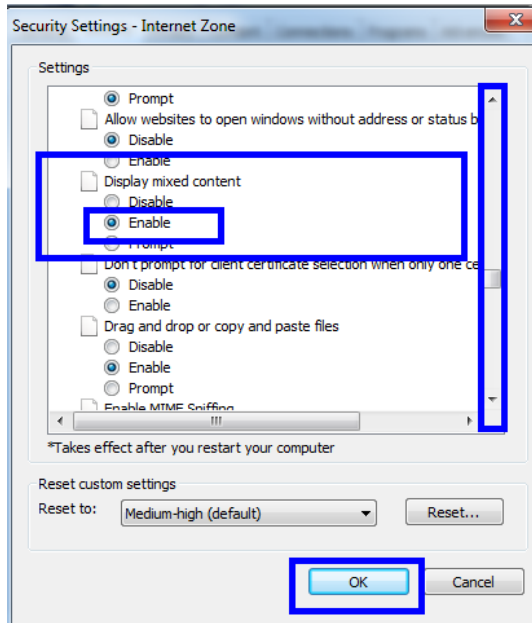 Security Settings - Internet Zone
Settings
Prompt
Allow websites to open windows without address or status b
Disable
Enable
Display mixed content
Disable
Enable
Prompt
Don't prompt for client certificate selection when only one ce
Disable
Enable
Drag and drop or copy and paste files
Disable
Enable
Prompt
Enable MIME Sniffing
*Takes effect after you restart your computer
Reset custom settings
Reset to: Medium-high (default) Reset...
OK Cancel